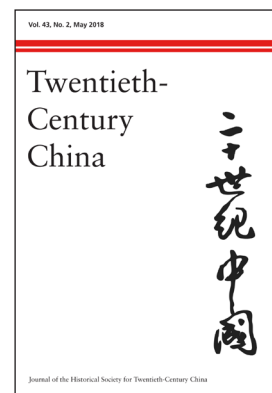 Vol. 43, No. 2, May 2018
Twentieth-
Century
China
二十世纪中國
Journal of the Historical Society for Twentieth-Century China